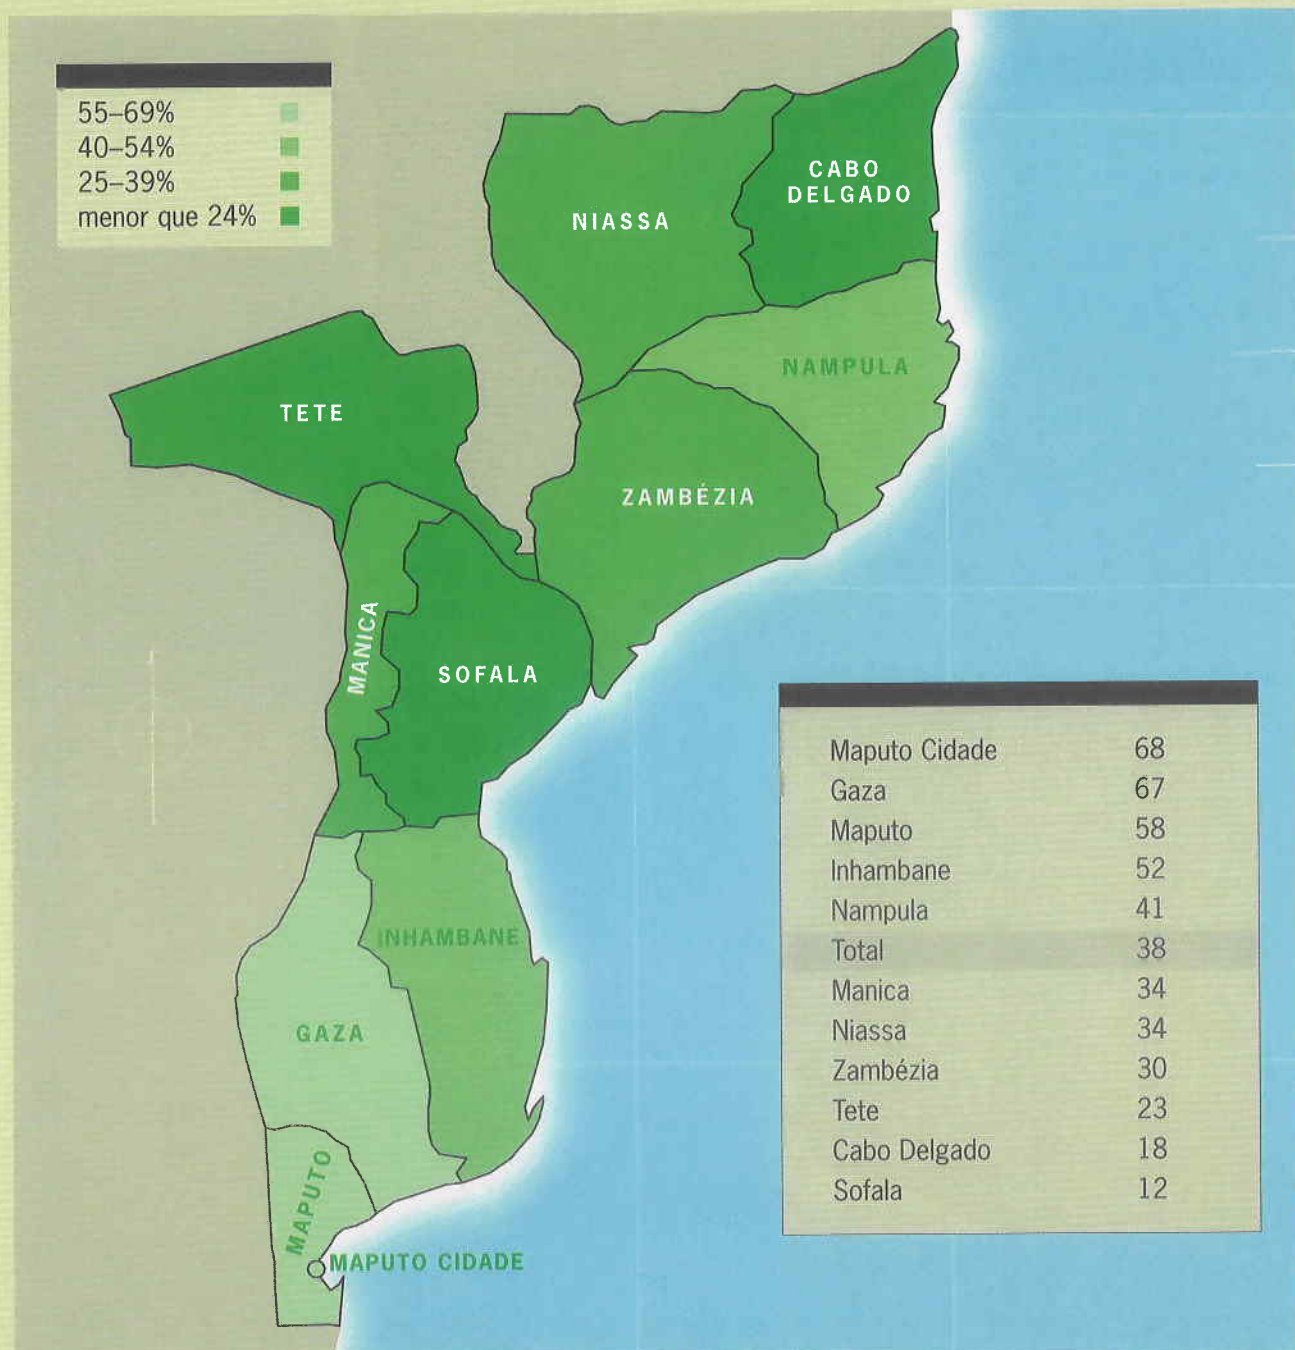 55–69%
40–54%
25–39%
menor que 24%
CABO
DELGADO
NIASSA
NAMPULA
TETE
ZAMBÉZIA
MANICA
SOFALA
INHAMBANE
GAZA
MAPUTO
MAPUTO CIDADE
Maputo Cidade 68
Gaza 67
Maputo 58
Inhambane 52
Nampula 41
Total 38
Manica 34
Niassa 34
Zambézia 30
Tete 23
Cabo Delgado 18
Sofala 12